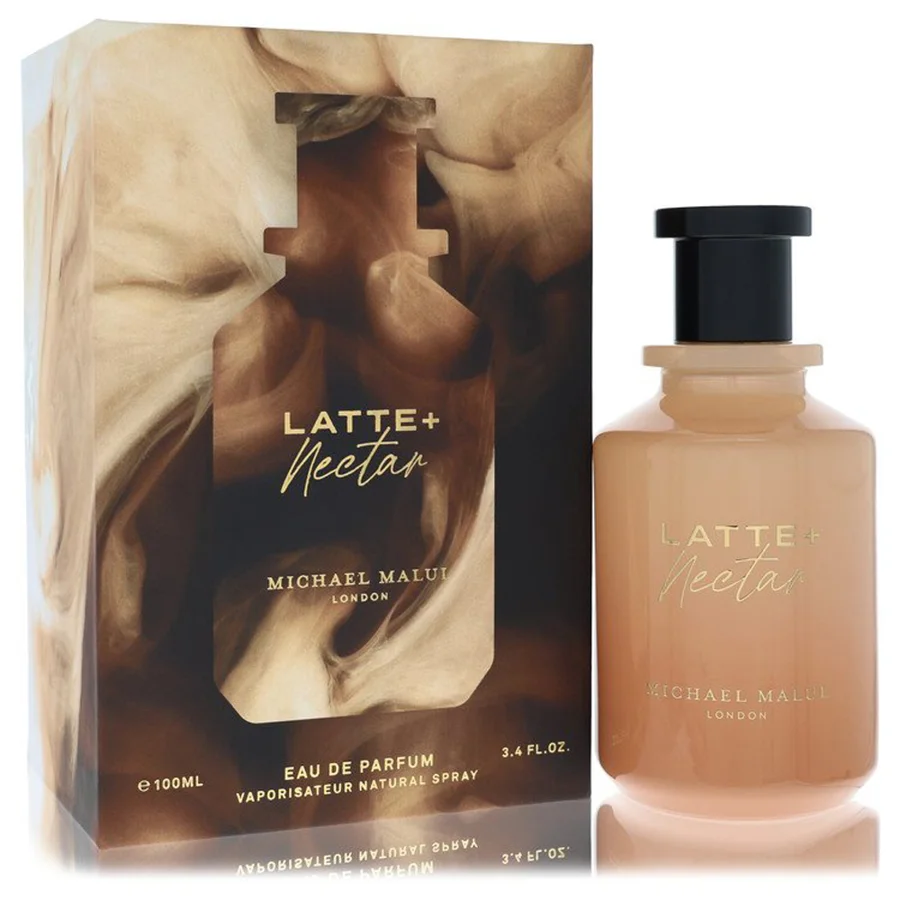 LATTE+
Nectar
MICHAEL MALUL
LONDON
℮100ML
EAU DE PARFUM
VAPORISATEUR NATURAL SPRAY
3.4 FL.OZ.
LATTE+
Nectar
MICHAEL MALUL
LONDON